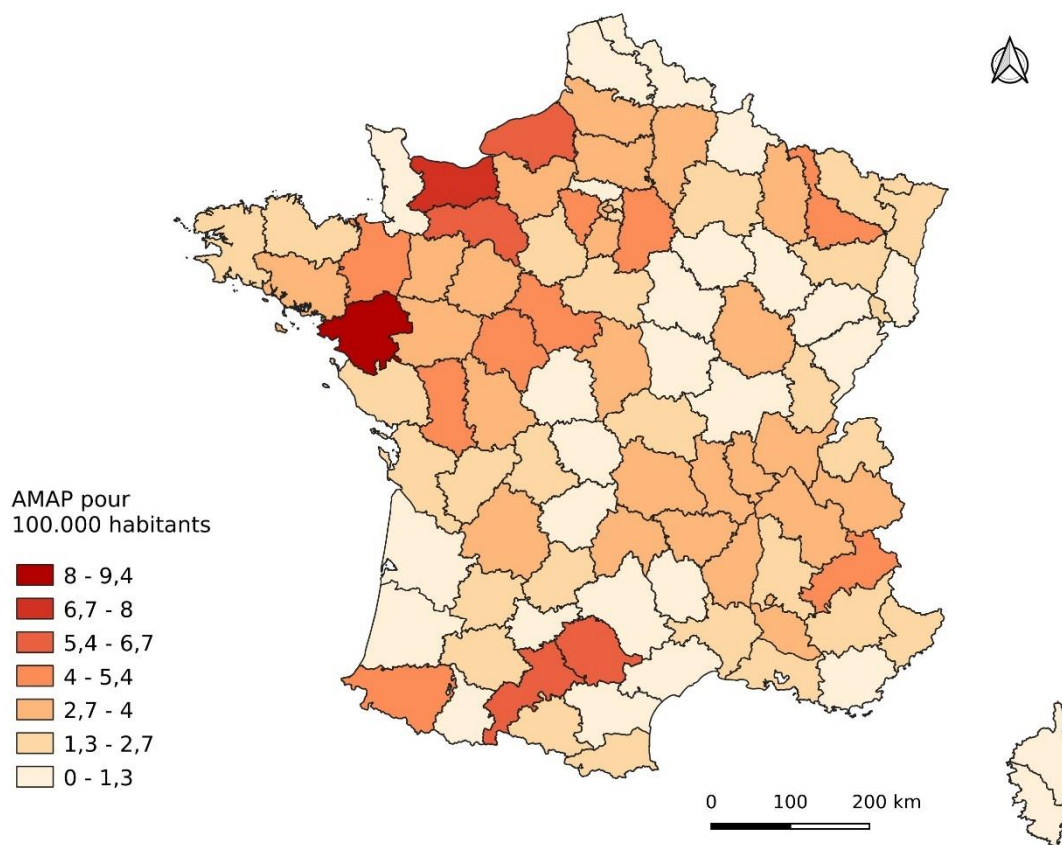 AMAP pour
100.000 habitants
8 - 9,4
6,7 - 8
5,4 - 6,7
4 - 5,4
2,7 - 4
1,3 - 2,7
0 - 1,3
0 100 200 km